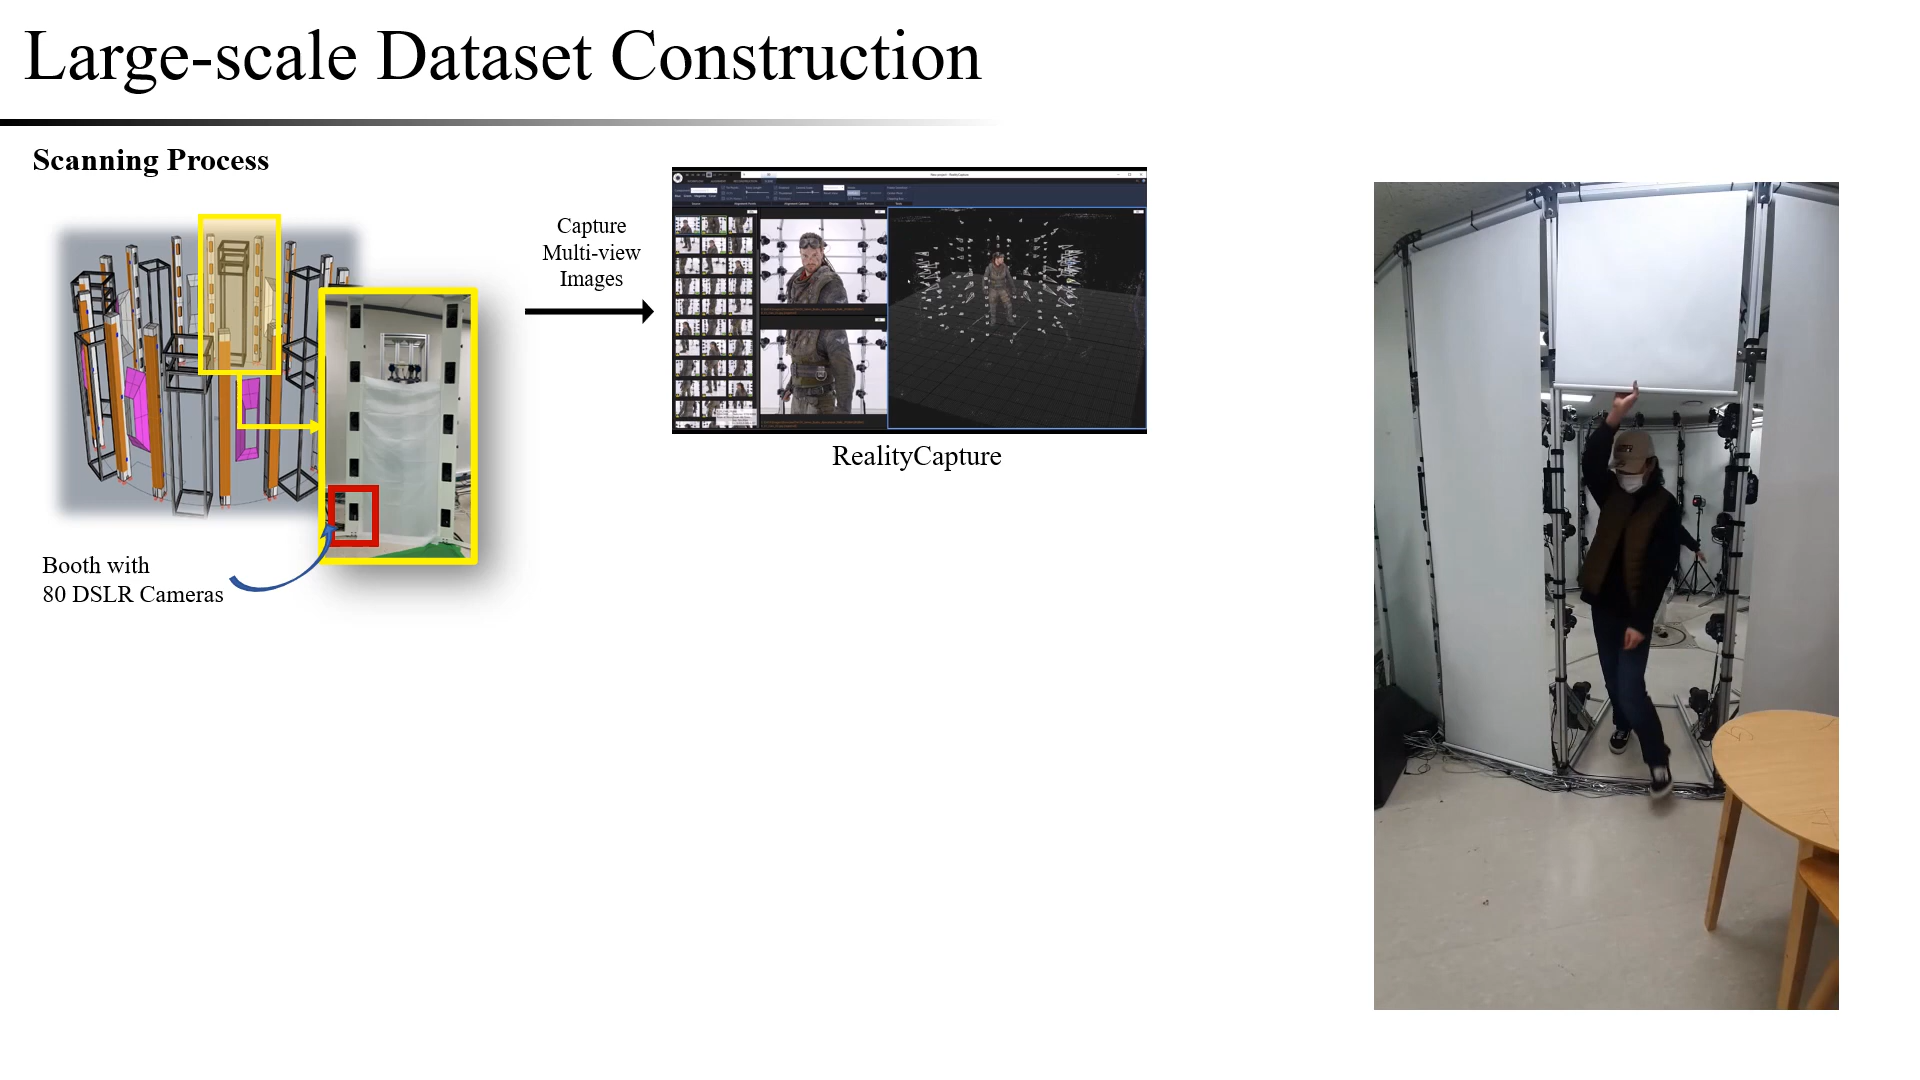 Large-scale Dataset Construction
Scanning Process
Capture
Multi-view
Images
RealityCapture
Booth with
80 DSLR Cameras